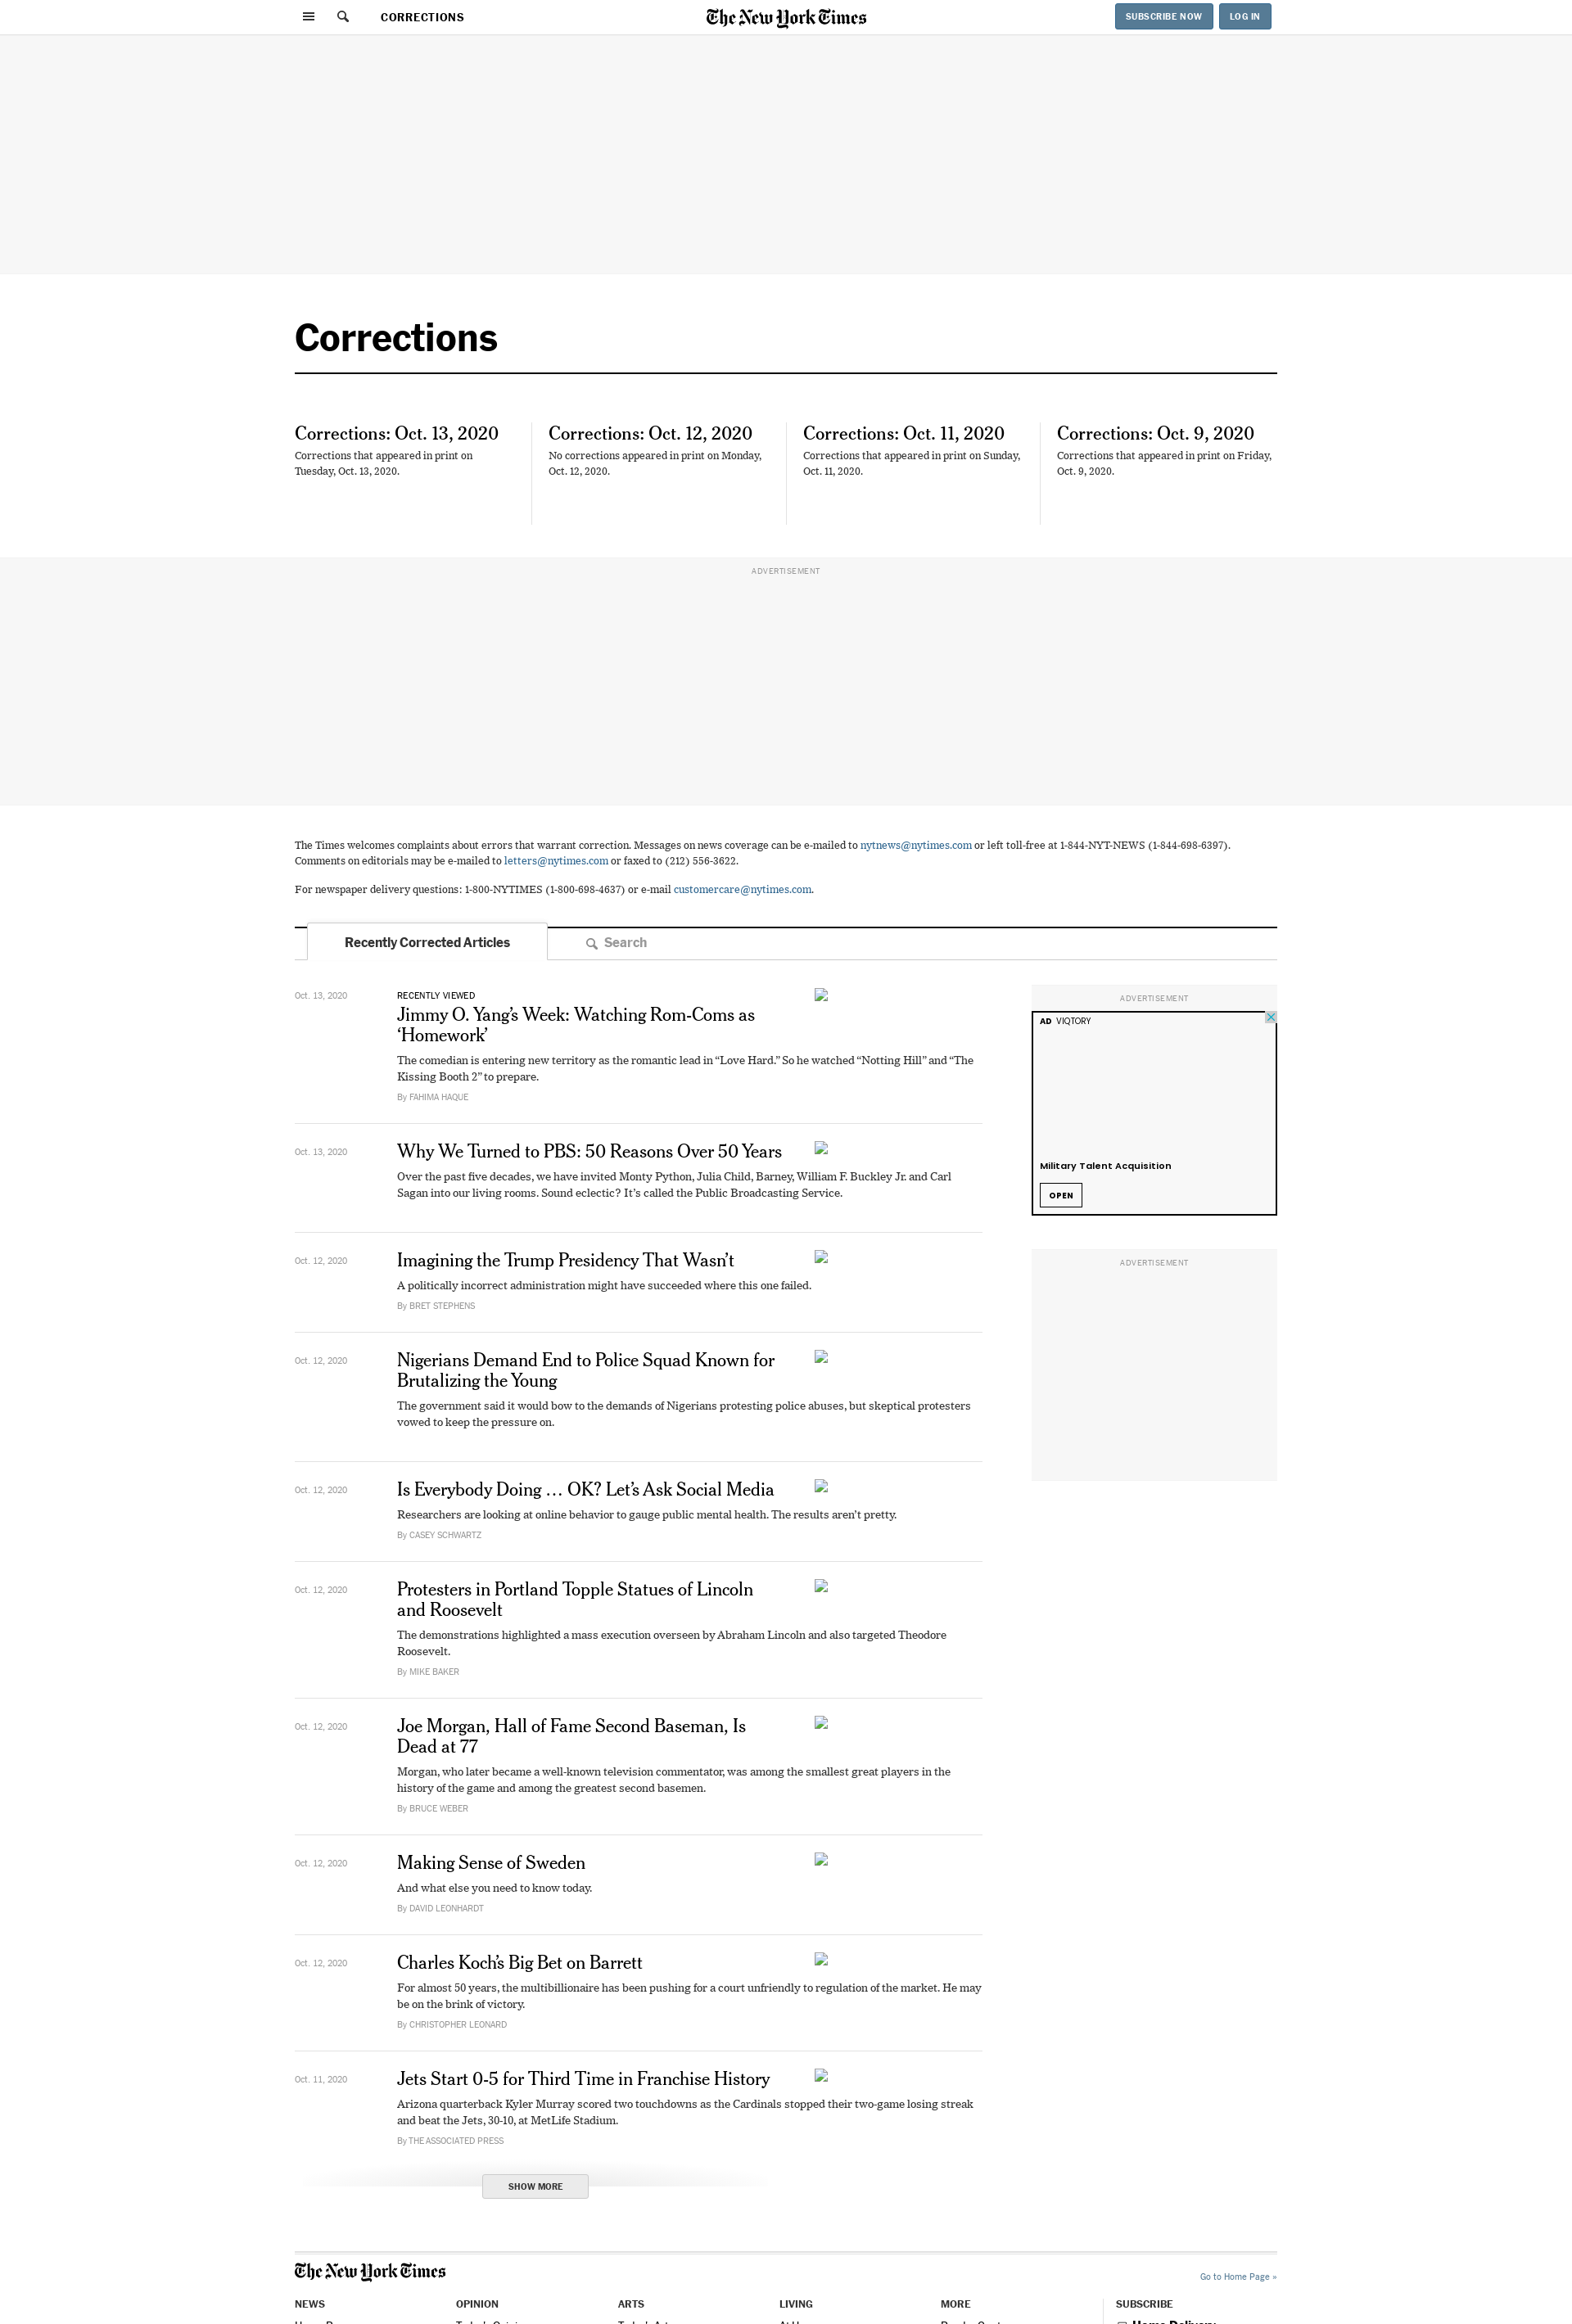 CORRECTIONS
The New York Times
SUBSCRIBE NOW
LOG IN
Corrections
Corrections: Oct. 13, 2020
Corrections that appeared in print on
Tuesday, Oct. 13, 2020.
Corrections: Oct. 12, 2020
No corrections appeared in print on Monday,
Oct. 12, 2020.
Corrections: Oct. 11, 2020
Corrections that appeared in print on Sunday,
Oct. 11, 2020.
Corrections: Oct. 9, 2020
Corrections that appeared in print on Friday,
Oct. 9, 2020.
ADVERTISEMENT
The Times welcomes complaints about errors that warrant correction. Messages on news coverage can be e-mailed to nytnews@nytimes.com or left toll-free at 1-844-NYT-NEWS (1-844-698-6397).
Comments on editorials may be e-mailed to letters@nytimes.com or faxed to (212) 556-3622.
For newspaper delivery questions: 1-800-NYTIMES (1-800-698-4637) or e-mail customercare@nytimes.com.
Recently Corrected Articles
Search
Oct. 13, 2020
RECENTLY VIEWED
Jimmy O. Yang’s Week: Watching Rom-Coms as
‘Homework’
The comedian is entering new territory as the romantic lead in “Love Hard.” So he watched “Notting Hill” and “The
Kissing Booth 2” to prepare.
By FAHIMA HAQUE
Oct. 13, 2020
Why We Turned to PBS: 50 Reasons Over 50 Years
Over the past five decades, we have invited Monty Python, Julia Child, Barney, William F. Buckley Jr. and Carl
Sagan into our living rooms. Sound eclectic? It’s called the Public Broadcasting Service.
Oct. 12, 2020
Imagining the Trump Presidency That Wasn’t
A politically incorrect administration might have succeeded where this one failed.
By BRET STEPHENS
Oct. 12, 2020
Nigerians Demand End to Police Squad Known for
Brutalizing the Young
The government said it would bow to the demands of Nigerians protesting police abuses, but skeptical protesters
vowed to keep the pressure on.
Oct. 12, 2020
Is Everybody Doing … OK? Let’s Ask Social Media
Researchers are looking at online behavior to gauge public mental health. The results aren’t pretty.
By CASEY SCHWARTZ
Oct. 12, 2020
Protesters in Portland Topple Statues of Lincoln
and Roosevelt
The demonstrations highlighted a mass execution overseen by Abraham Lincoln and also targeted Theodore
Roosevelt.
By MIKE BAKER
Oct. 12, 2020
Joe Morgan, Hall of Fame Second Baseman, Is
Dead at 77
Morgan, who later became a well-known television commentator, was among the smallest great players in the
history of the game and among the greatest second basemen.
By BRUCE WEBER
Oct. 12, 2020
Making Sense of Sweden
And what else you need to know today.
By DAVID LEONHARDT
Oct. 12, 2020
Charles Koch’s Big Bet on Barrett
For almost 50 years, the multibillionaire has been pushing for a court unfriendly to regulation of the market. He may
be on the brink of victory.
By CHRISTOPHER LEONARD
Oct. 11, 2020
Jets Start 0-5 for Third Time in Franchise History
Arizona quarterback Kyler Murray scored two touchdowns as the Cardinals stopped their two-game losing streak
and beat the Jets, 30-10, at MetLife Stadium.
By THE ASSOCIATED PRESS
SHOW MORE
ADVERTISEMENT
AD VIQTORY
Military Talent Acquisition
OPEN
ADVERTISEMENT
The New York Times
Go to Home Page »
NEWS
OPINION
ARTS
LIVING
MORE
SUBSCRIBE